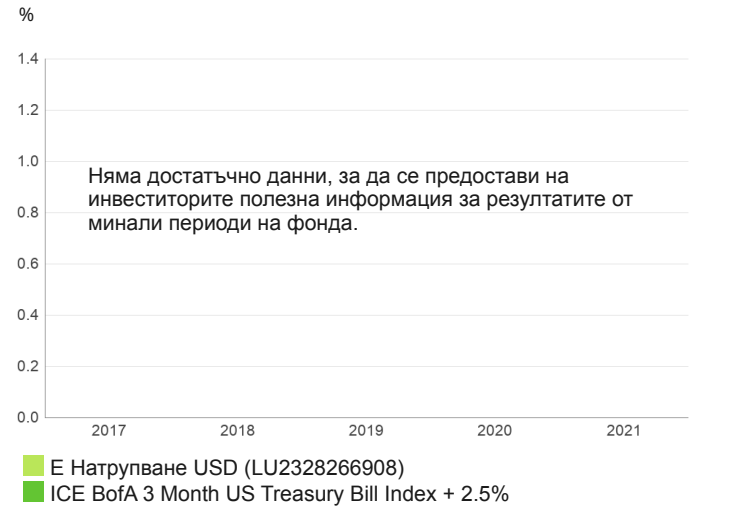 %
1.4
1.2
1.0
Няма достатъчно данни, за да се предостави на
инвеститорите полезна информация за резултатите от
минали периоди на фонда.
0.8
0.6
0.4
0.2
0.0
2017 2018 2019 2020 2021
Е Натрупване USD (LU2328266908)
ICE BofA 3 Month US Treasury Bill Index + 2.5%